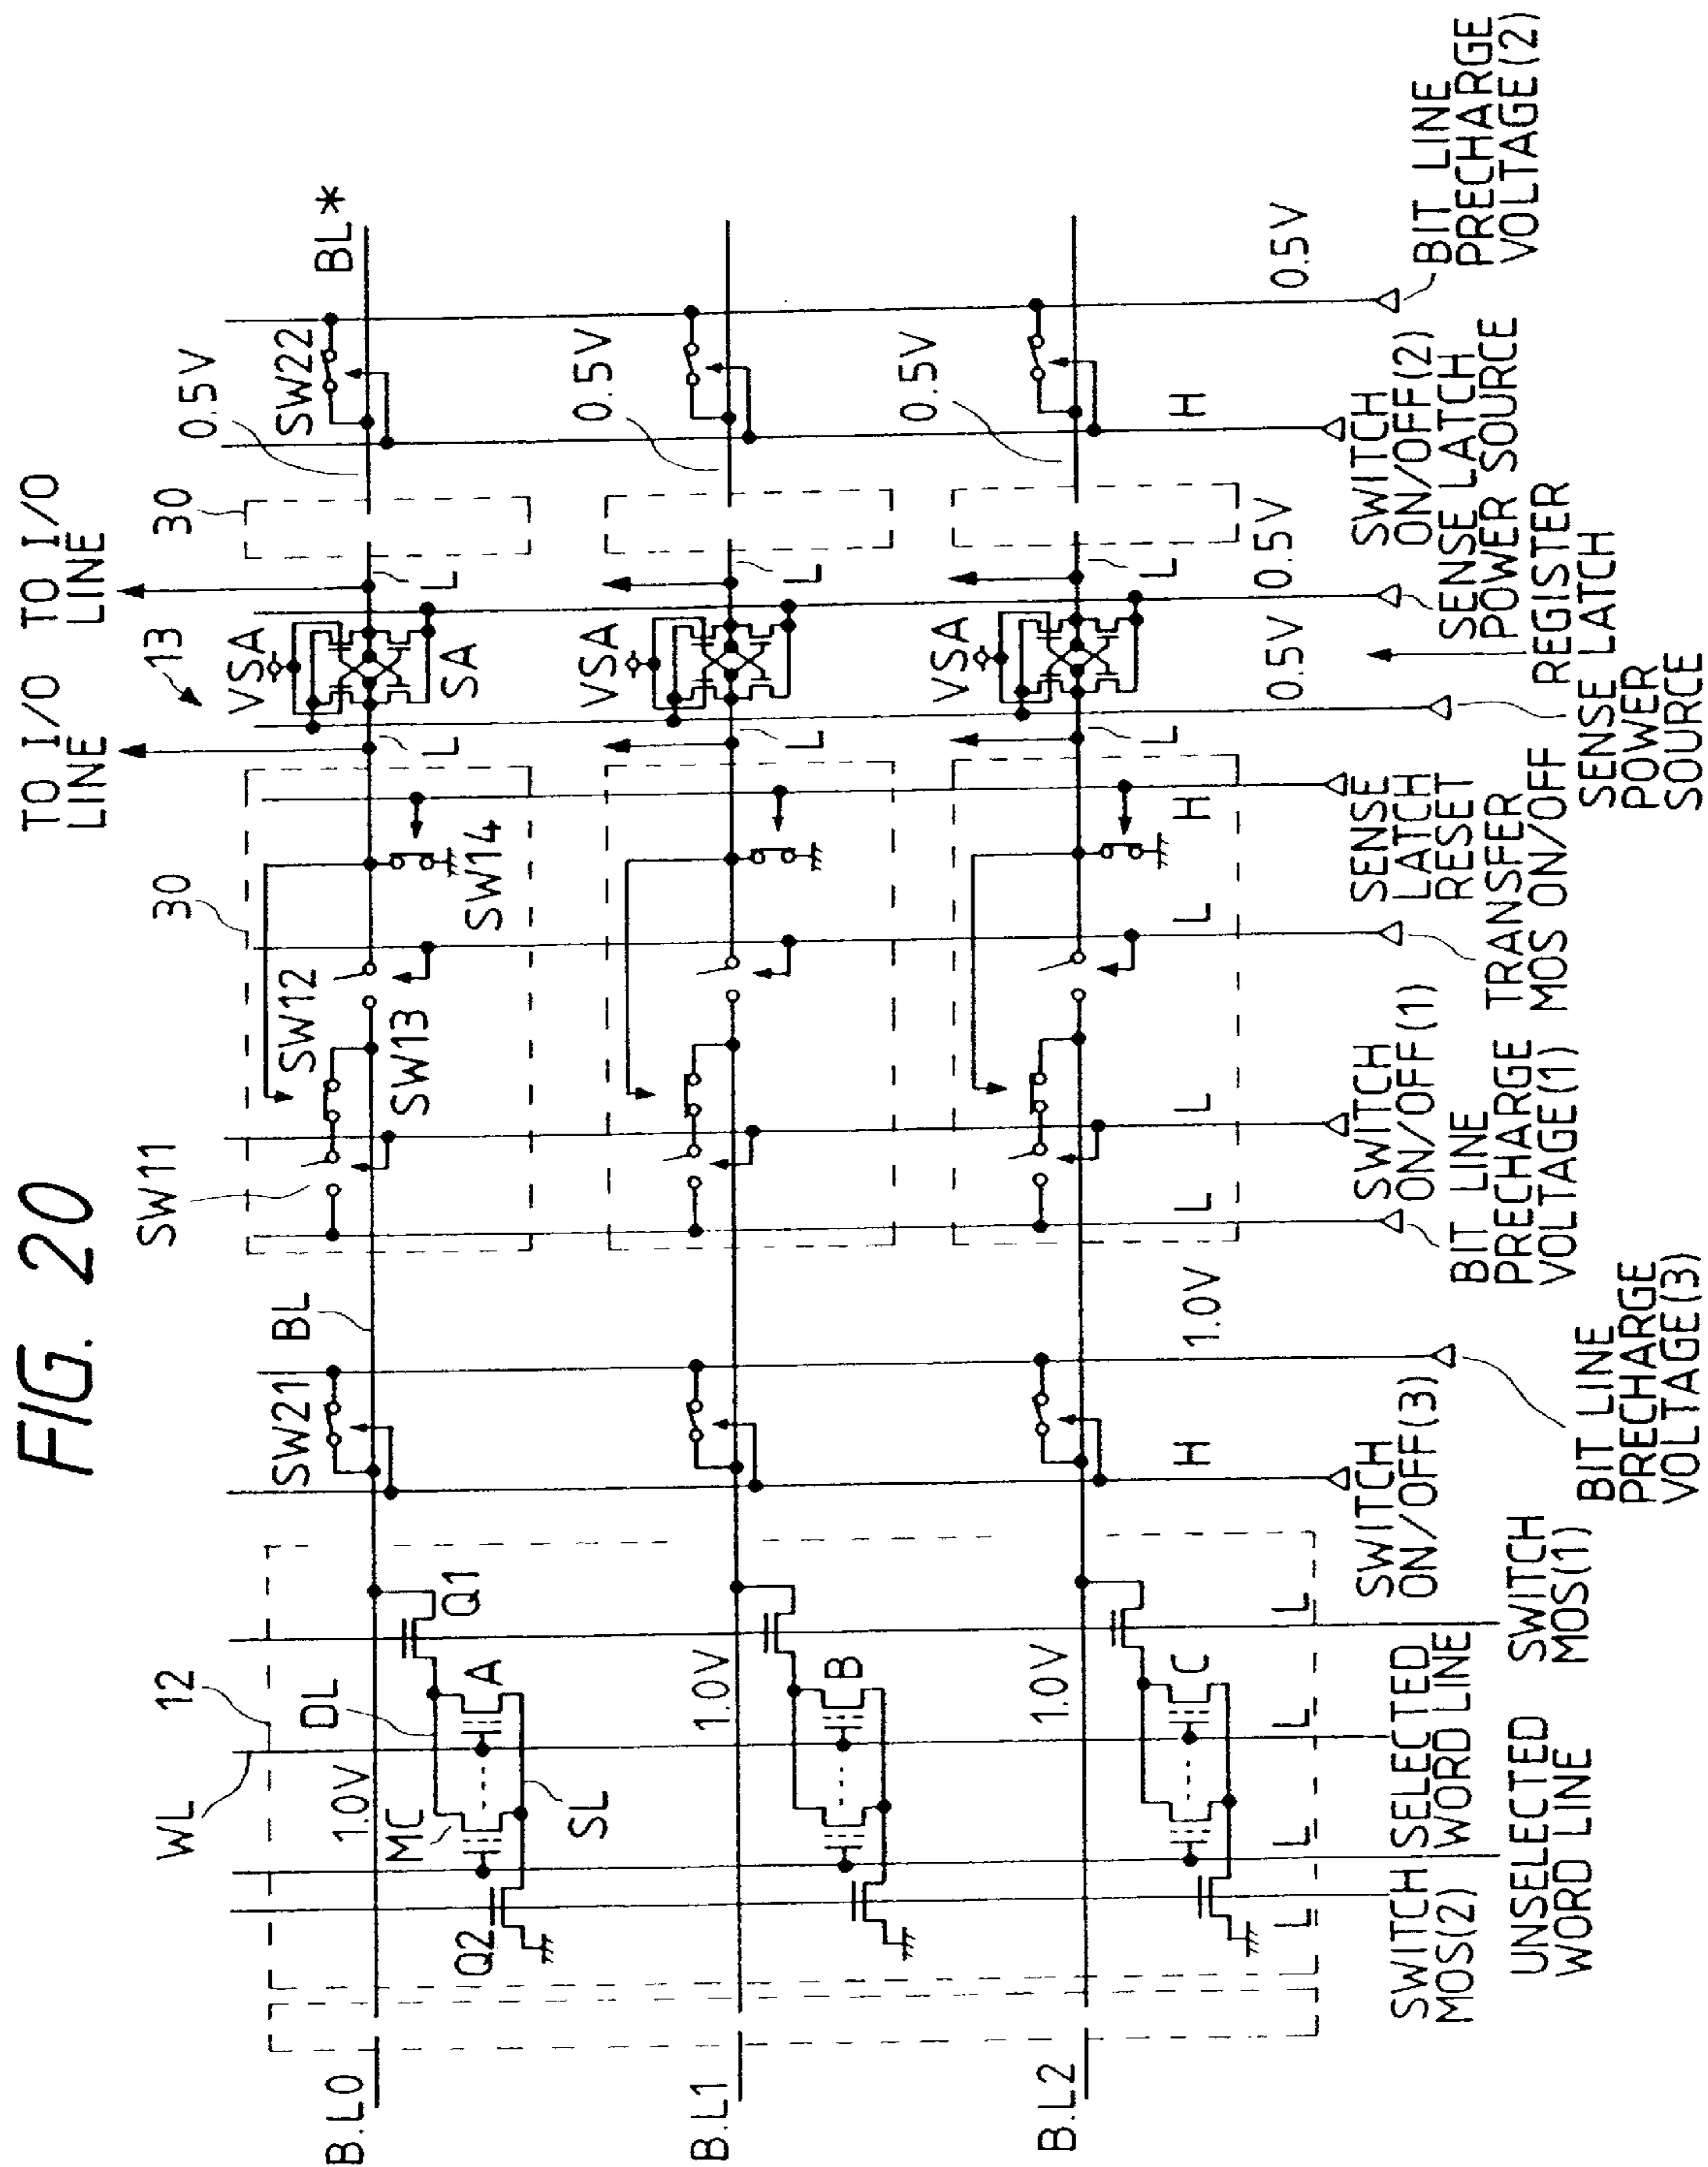 FIG. 20
TO I/O
LINE
TO I/O
LINE
13
SW11
30
30
WL
12
DL
1.0V
MC
A
Q1
Q2
SL
SW21
BL
SW12
SW13
SW14
VSA
SA
L
L
0.5V
SW22
BL*
B.L0
1.0V
B
VSA
L
L
0.5V
B.L1
1.0V
C
VSA
L
L
0.5V
B.L2
L
L
L
L
H
1.0V
L
L
L
H
0.5V
0.5V
H
0.5V
SWITCH
MOS(2)
UNSELECTED
WORD LINE
SELECTED
WORD LINE
SWITCH
MOS(1)
SWITCH
ON/OFF(3)
BIT LINE
PRECHARGE
VOLTAGE(3)
BIT LINE
PRECHARGE
VOLTAGE(1)
SWITCH
ON/OFF(1)
TRANSFER
MOS ON/OFF
SENSE
LATCH
RESET
SENSE LATCH
POWER
SOURCE
REGISTER
SENSE LATCH
POWER SOURCE
SWITCH
ON/OFF(2)
BIT LINE
PRECHARGE
VOLTAGE(2)